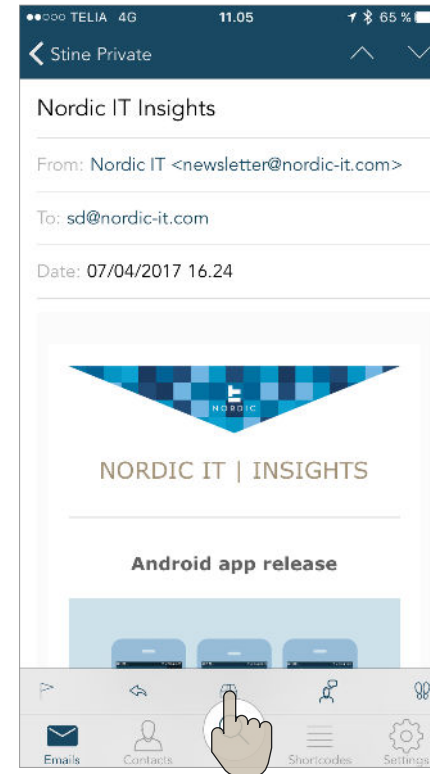 TELIA 4G 11.05 65 %
Stine Private
Nordic IT Insights
From: Nordic IT <newsletter@nordic-it.com>
To: sd@nordic-it.com
Date: 07/04/2017 16.24
IT
NORDIC
NORDIC IT | INSIGHTS
Android app release
Emails Contacts Shortcodes Settings